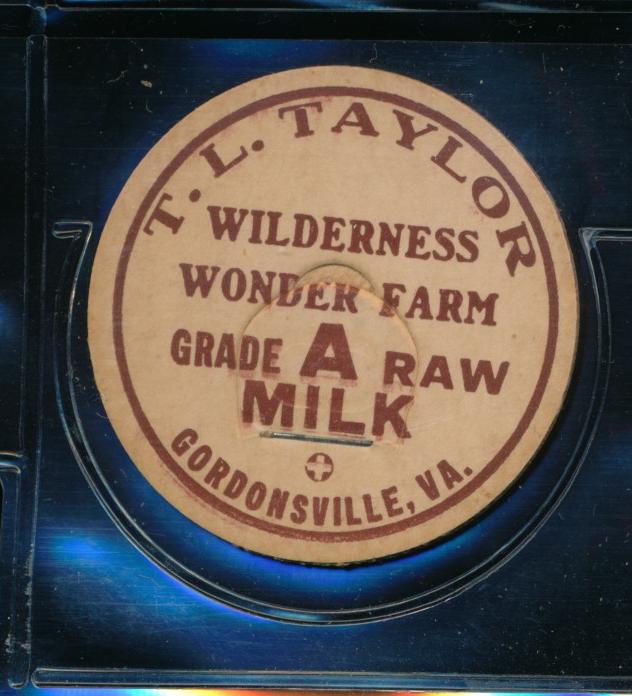 T. L. TAYLOR
WILDERNESS
WONDER FARM
GRADE A RAW
MILK
GORDONSVILLE, VA.